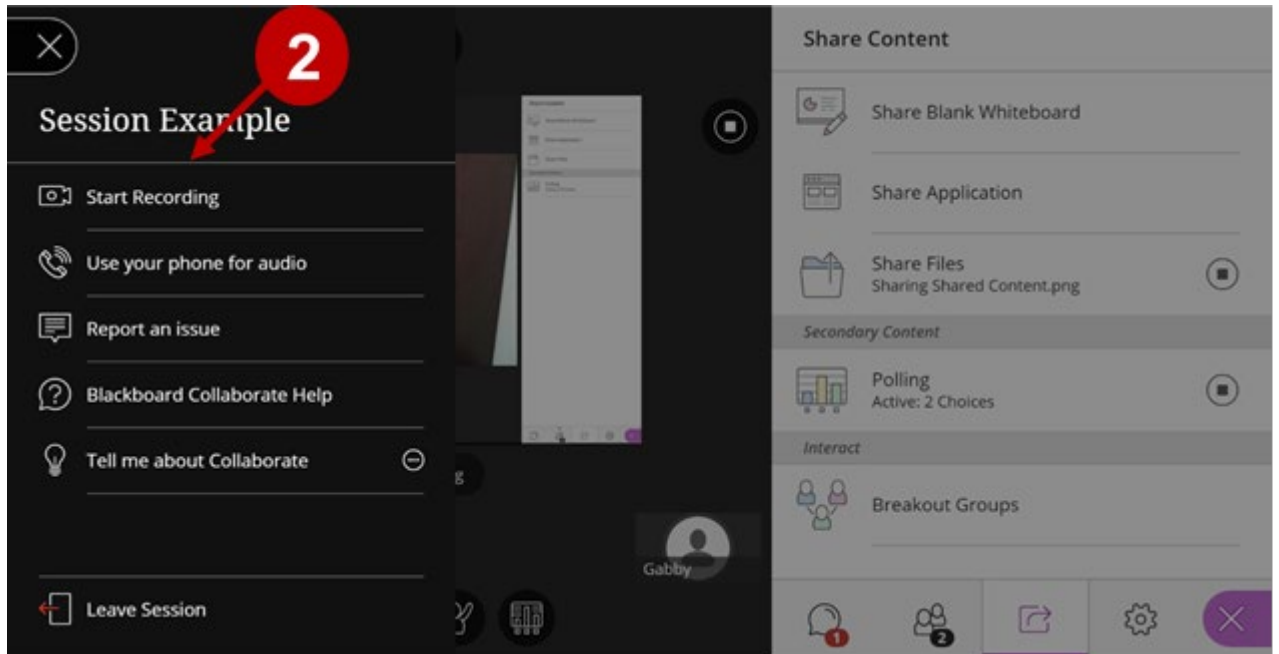 2
Session Example
Start Recording
Use your phone for audio
Report an issue
Blackboard Collaborate Help
Tell me about Collaborate
Leave Session
Gabby
Share Content
Share Blank Whiteboard
Share Application
Share Files
Sharing Shared Content.png
Secondary Content
Polling
Active: 2 Choices
Interact
Breakout Groups
1
2